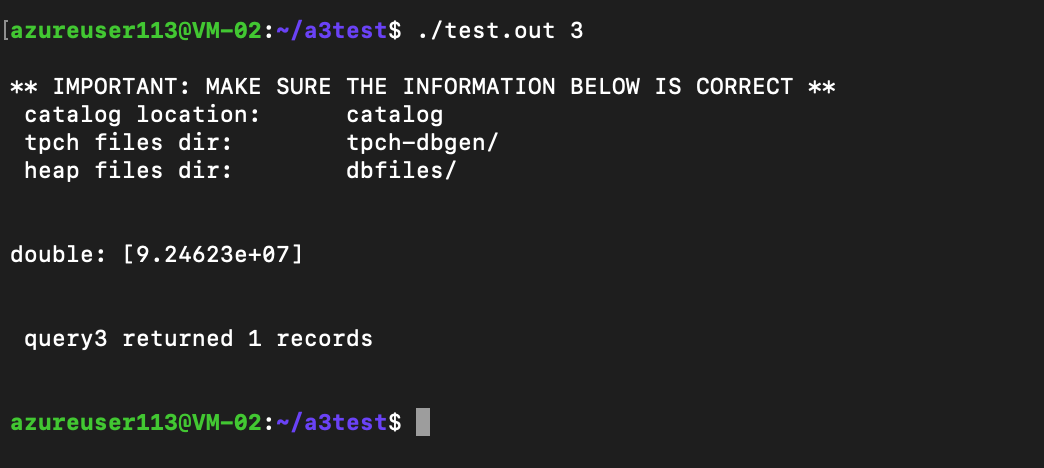 [azureuser113@VM-02:~/a3test$ ./test.out 3
** IMPORTANT: MAKE SURE THE INFORMATION BELOW IS CORRECT **
catalog location: catalog
tpch files dir: tpch-dbgen/
heap files dir: dbfiles/
double: [9.24623e+07]
query3 returned 1 records
azureuser113@VM-02:~/a3test$